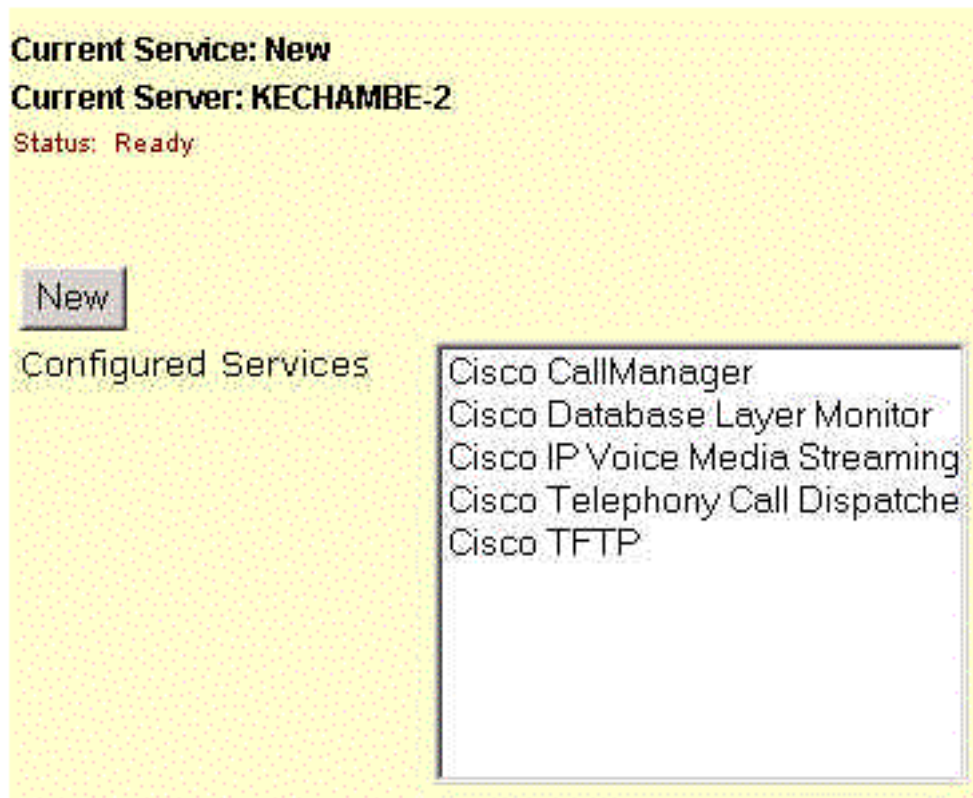 Current Service: New
Current Server: KECHAMBE-2
Status: Ready
New
Configured Services
Cisco CallManager
Cisco Database Layer Monitor
Cisco IP Voice Media Streaming
Cisco Telephony Call Dispatche
Cisco TFTP